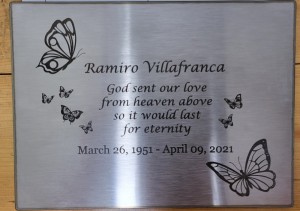 Ramiro Villafranca
God sent our love
from heaven above
so it would last
for eternity
March 26, 1951 - April 09, 2021